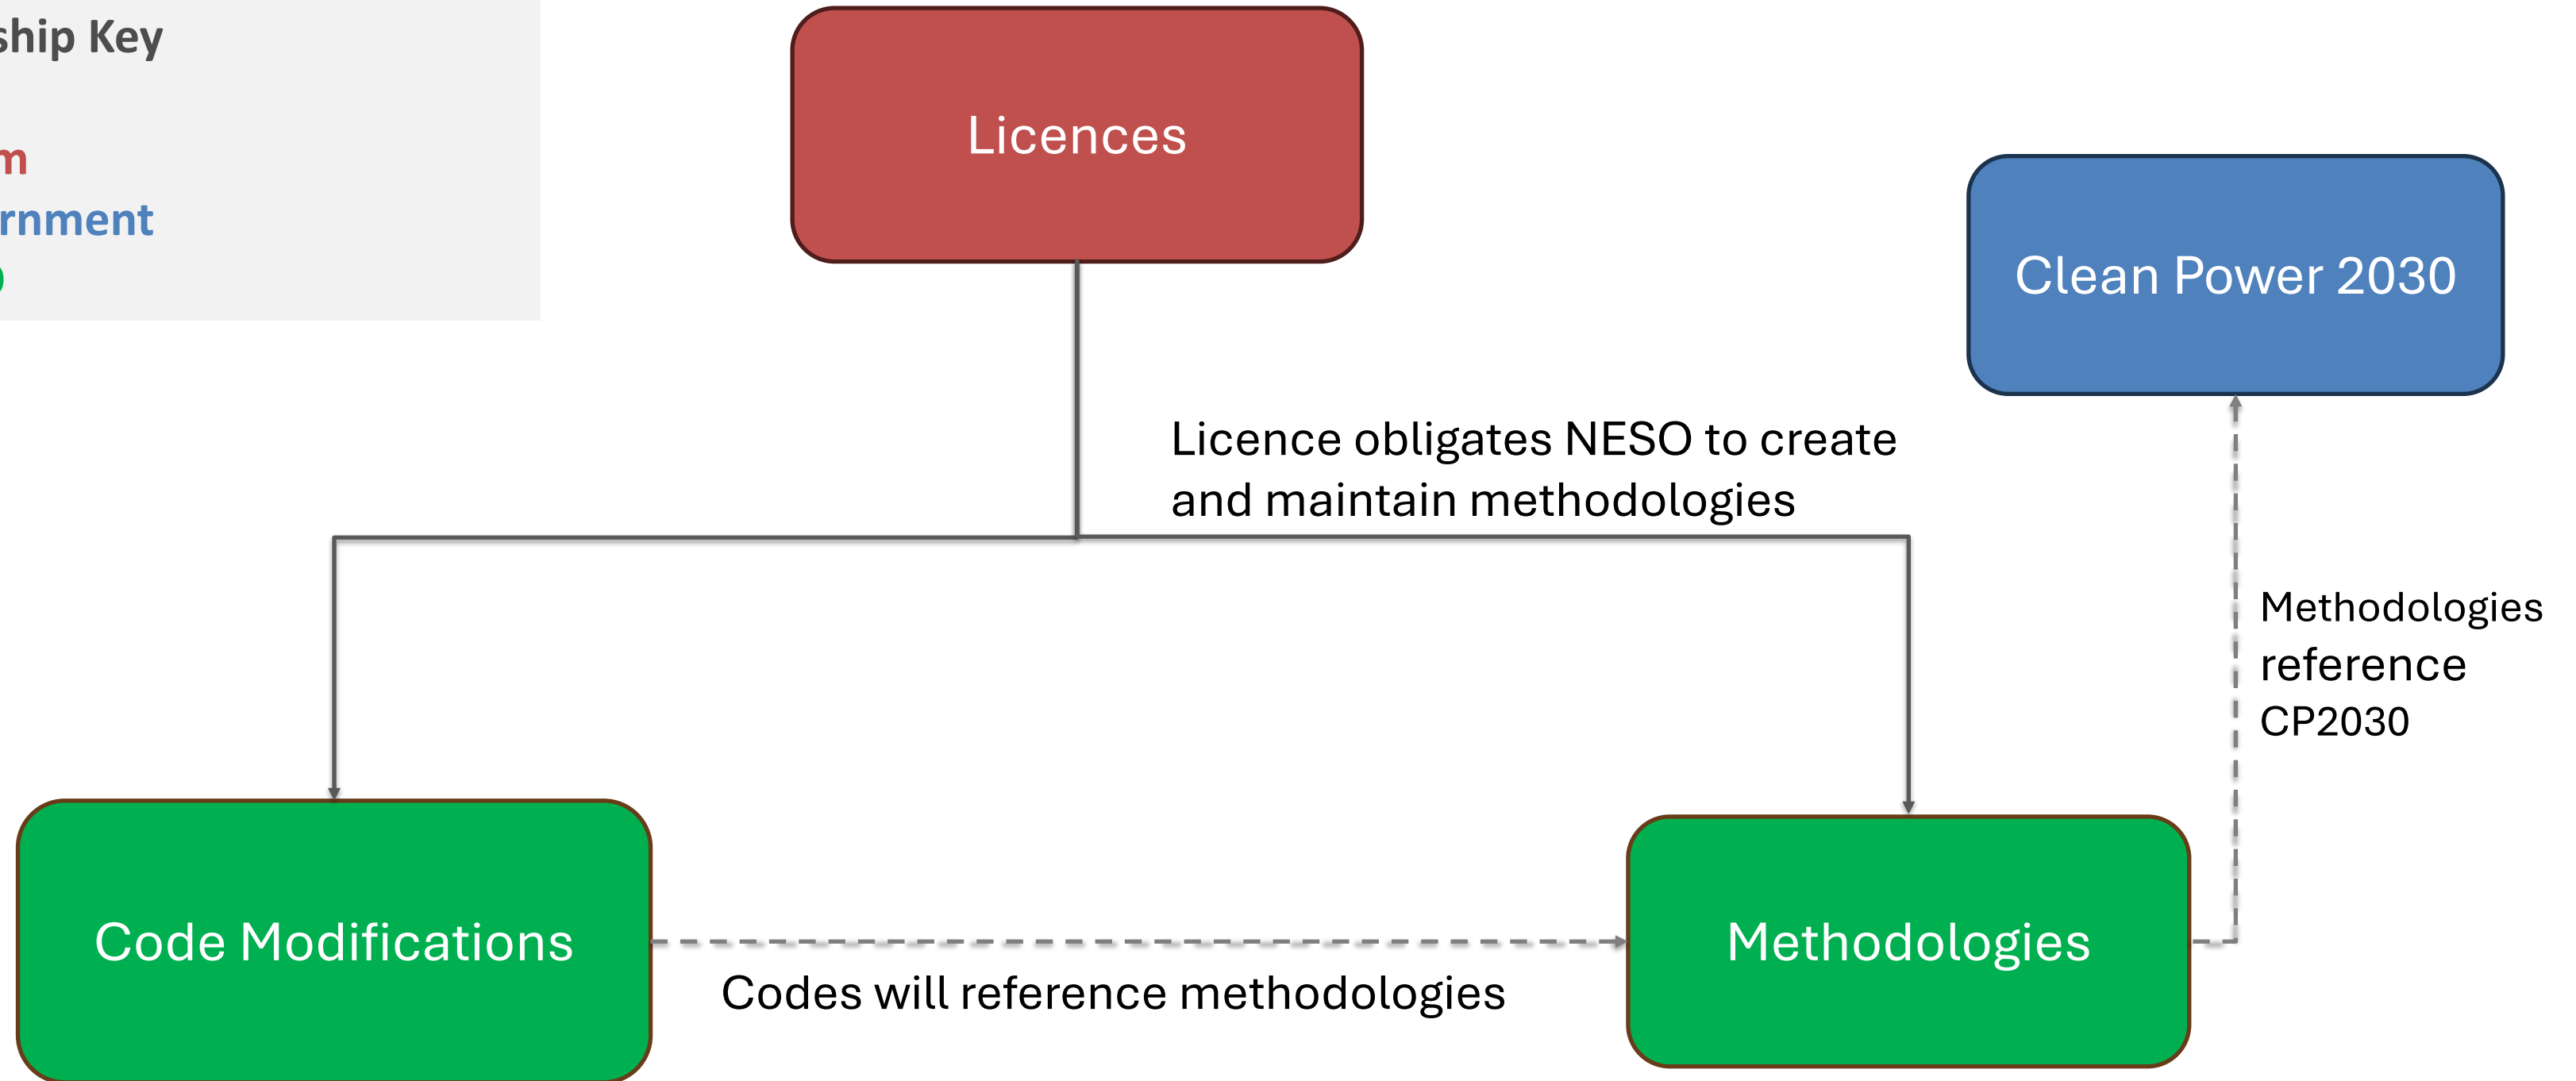 ship Key
m
rnment
Licences
Clean Power 2030
Licence obligates NESO to create
and maintain methodologies
Methodologies
reference
CP2030
Code Modifications
Methodologies
Codes will reference methodologies